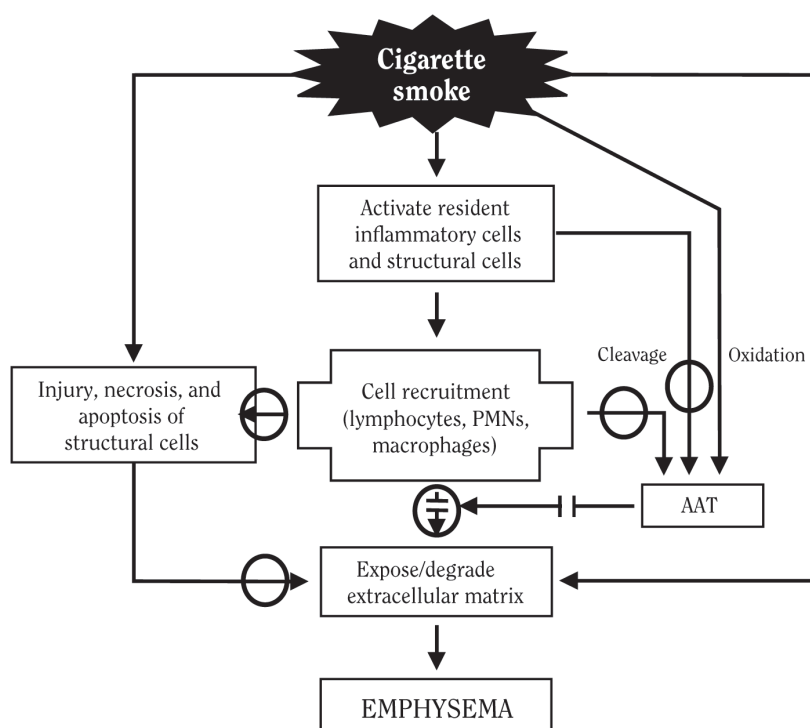 Cigarette
smoke
Activate resident
inflammatory cells
and structural cells
Cleavage
Oxidation
Injury, necrosis, and
apoptosis of
structural cells
Cell recruitment
(lymphocytes, PMNs,
macrophages)
AAT
Expose/degrade
extracellular matrix
EMPHYSEMA